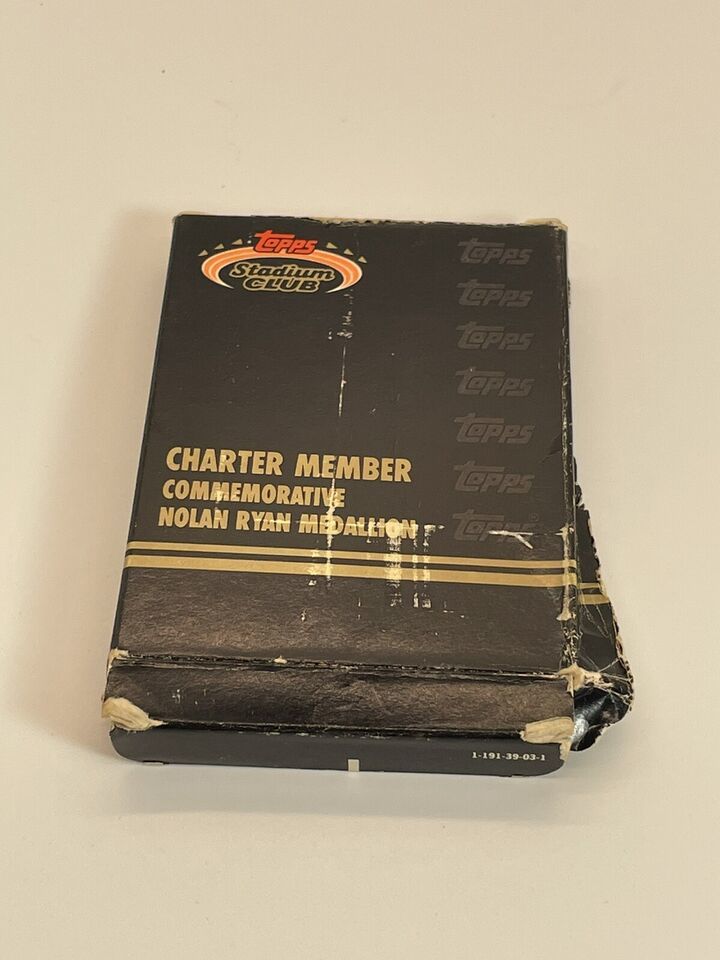 Topps
Stadium
CLUB
Topps
Topps
Topps
Topps
Topps
Topps
Topps®
CHARTER MEMBER
COMMEMORATIVE
NOLAN RYAN MEDALLION
1-191-39-03-1